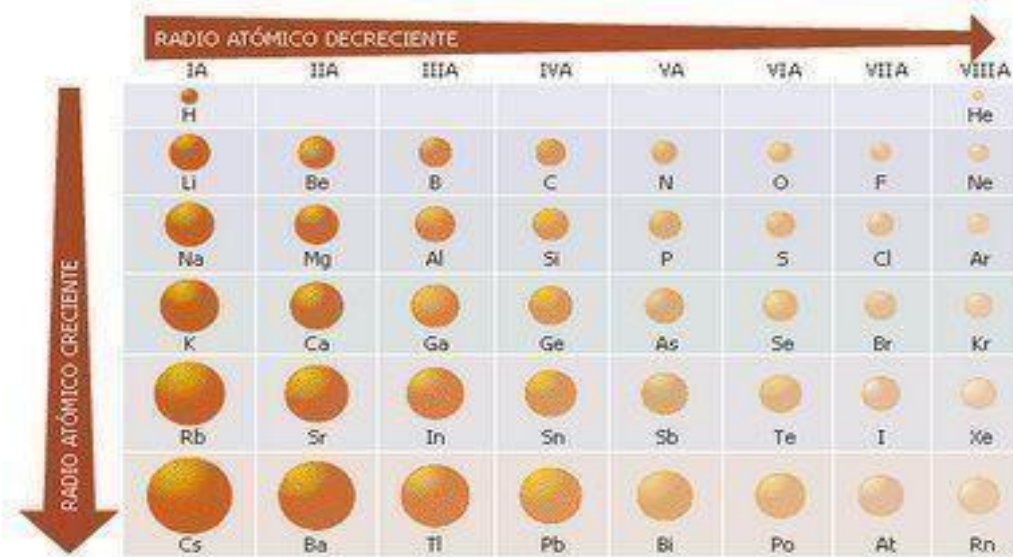 RADIO ATÓMICO DECRECIENTE
IA IIA IIIA IVA VA VIA VIIA VIIIA
RADIO ATÓMICO CRECIENTE
H He
Li Be B C N O F Ne
Na Mg Al Si P S Cl Ar
K Ca Ga Ge As Se Br Kr
Rb Sr In Sn Sb Te I Xe
Cs Ba Tl Pb Bi Po At Rn